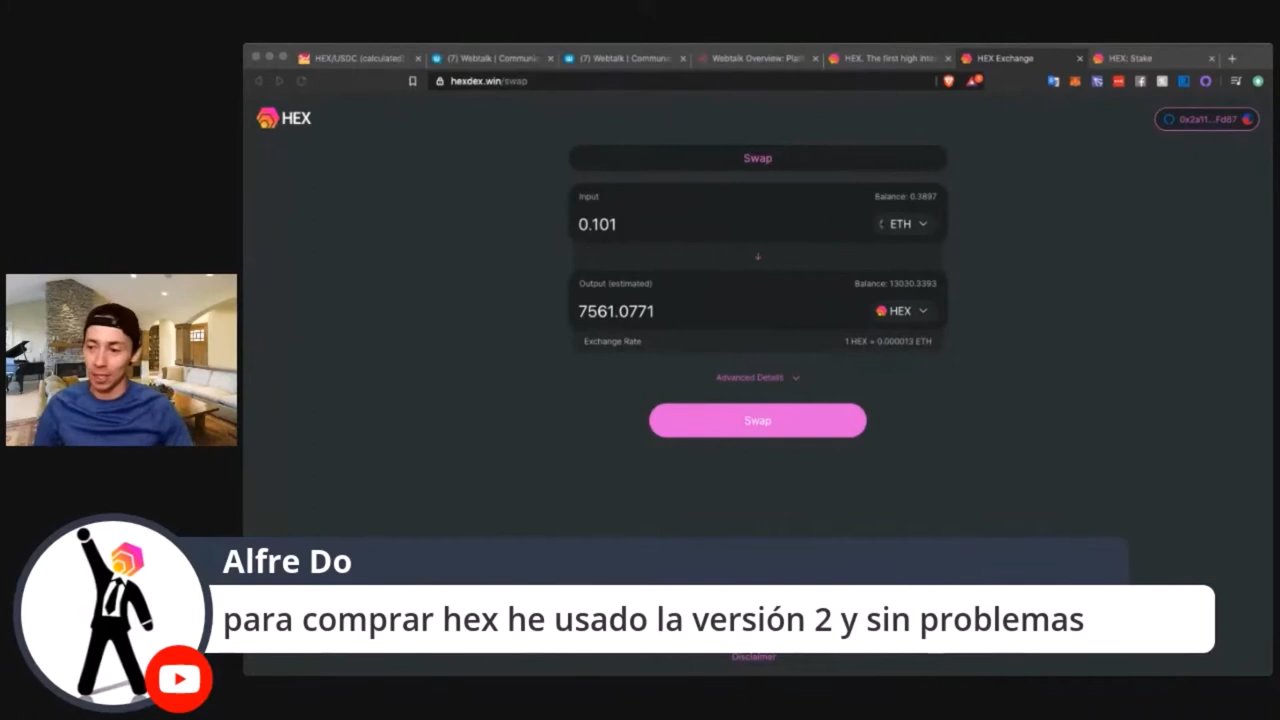 HEX/USDC (calculated)
(7) Webtalk | Communi
(7) Webtalk | Commun
Webtalk Overview: Pla
HEX. The first high inte
HEX Exchange
HEX: Stake
hexdex.win/swap
HEX
0x2a11...Fd87
Swap
Input
Balance: 0.3897
0.101
ETH
Output (estimated)
Balance: 13030.3393
7561.0771
HEX
Exchange Rate
1 HEX = 0.000013 ETH
Advanced Details
Swap
Alfre Do
para comprar hex he usado la versión 2 y sin problemas
Disclaimer